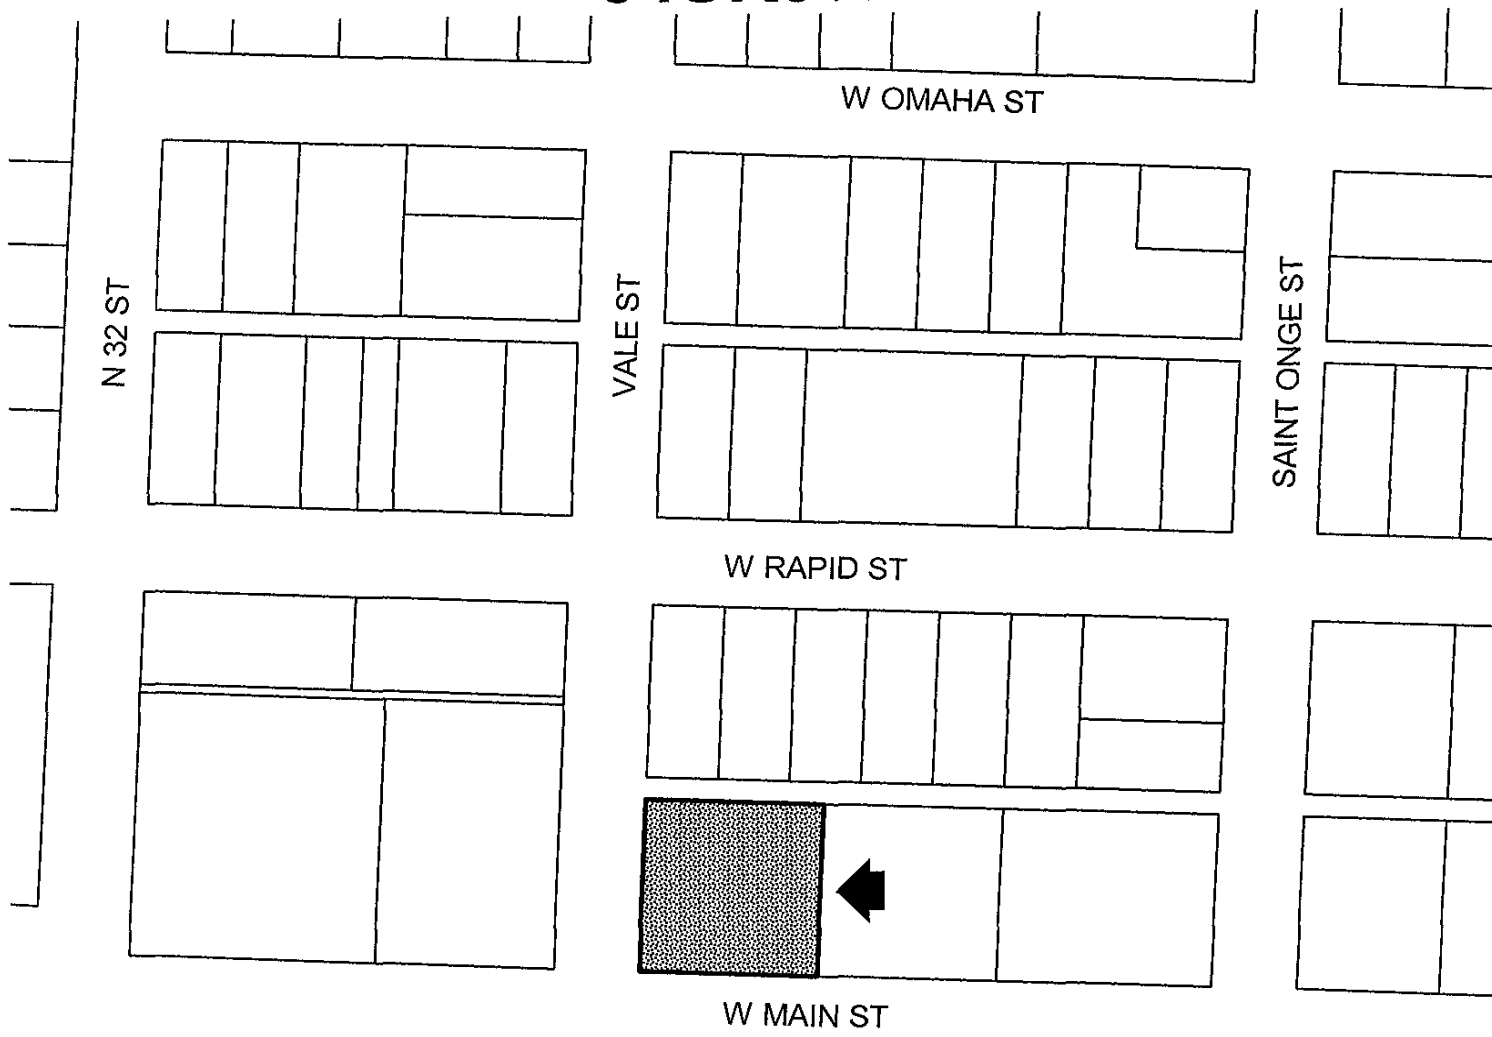 W OMAHA ST
N 32 ST
VALE ST
SAINT ONGE ST
W RAPID ST
W MAIN ST